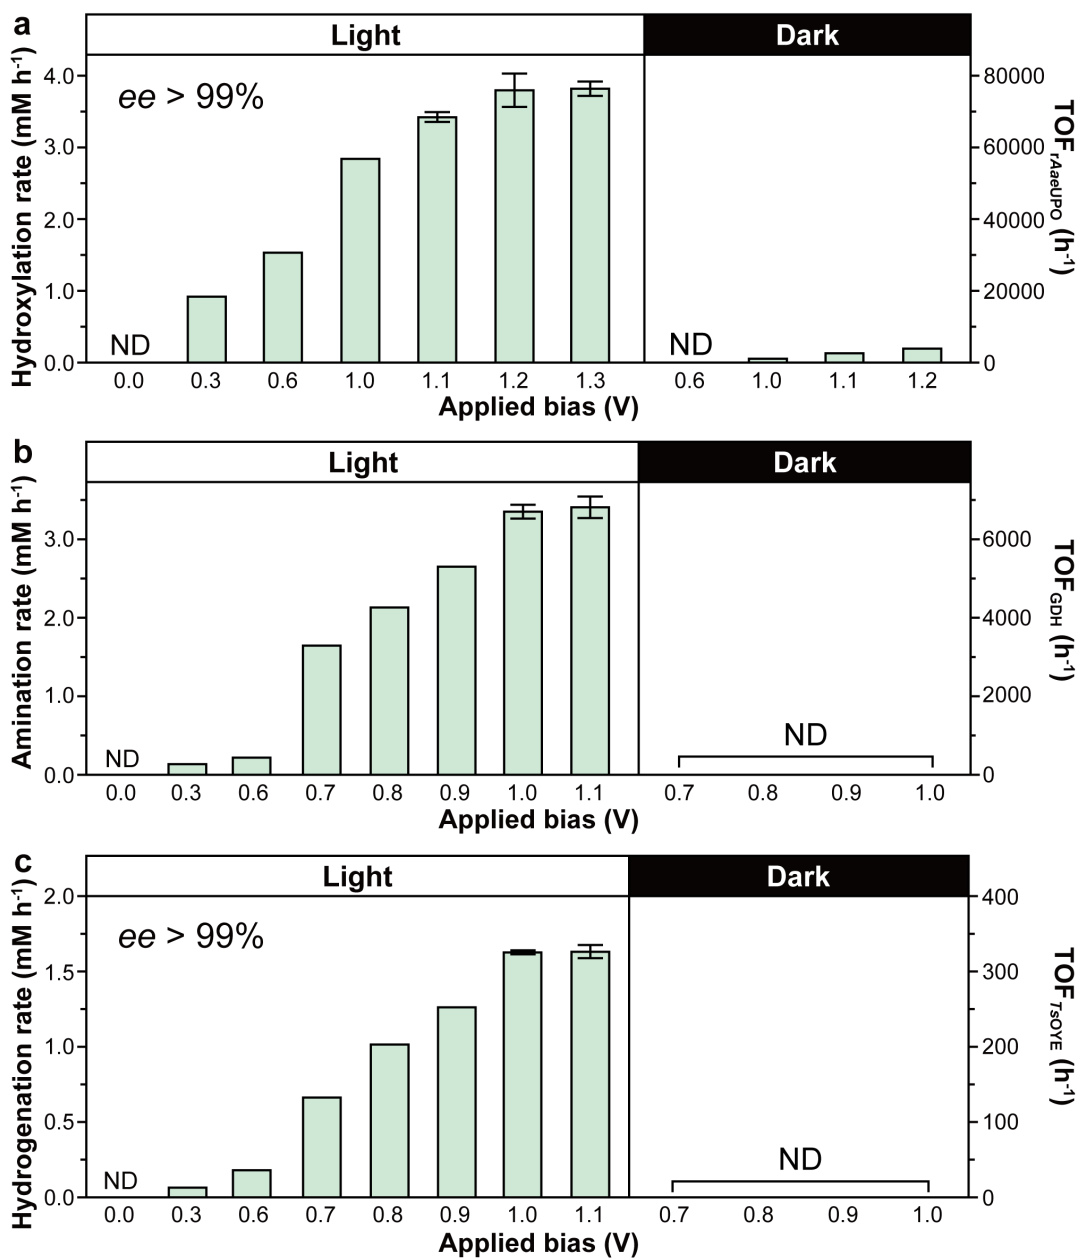 a
Light
Dark
Hydroxylation rate (mM h⁻¹)
4.0
3.0
2.0
1.0
0.0
ee > 99%
ND
ND
80000
60000
40000
20000
0
TOFrAaeUPO (h⁻¹)
0.0 0.3 0.6 1.0 1.1 1.2 1.3 0.6 1.0 1.1 1.2
Applied bias (V)
b
Light
Dark
Amination rate (mM h⁻¹)
3.0
2.0
1.0
0.0
ND
ND
6000
4000
2000
0
TOFGDH (h⁻¹)
0.0 0.3 0.6 0.7 0.8 0.9 1.0 1.1 0.7 0.8 0.9 1.0
Applied bias (V)
c
Light
Dark
Hydrogenation rate (mM h⁻¹)
2.0
1.5
1.0
0.5
0.0
ee > 99%
ND
ND
400
300
200
100
0
TOFTsOYE (h⁻¹)
0.0 0.3 0.6 0.7 0.8 0.9 1.0 1.1 0.7 0.8 0.9 1.0
Applied bias (V)